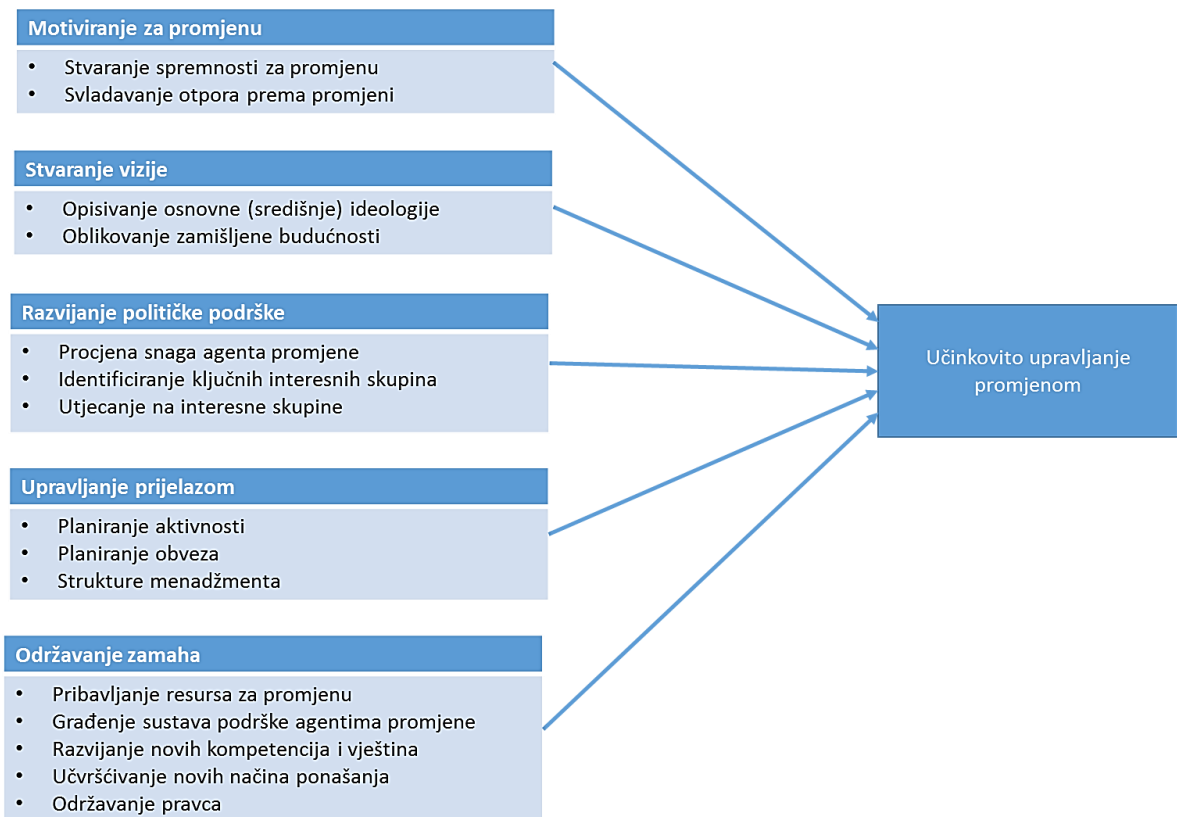 Motiviranje za promjenu
• Stvaranje spremnosti za promjenu
• Svladavanje otpora prema promjeni
Stvaranje vizije
• Opisivanje osnovne (središnje) ideologije
• Oblikovanje zamišljene budućnosti
Razvijanje političke podrške
• Procjena snaga agenta promjene
• Identificiranje ključnih interesnih skupina
• Utjecanje na interesne skupine
Upravljanje prijelazom
• Planiranje aktivnosti
• Planiranje obveza
• Strukture menadžmenta
Održavanje zamaha
• Pribavljanje resursa za promjenu
• Građenje sustava podrške agentima promjene
• Razvijanje novih kompetencija i vještina
• Učvršćivanje novih načina ponašanja
• Održavanje pravca
Učinkovito upravljanje
promjenom